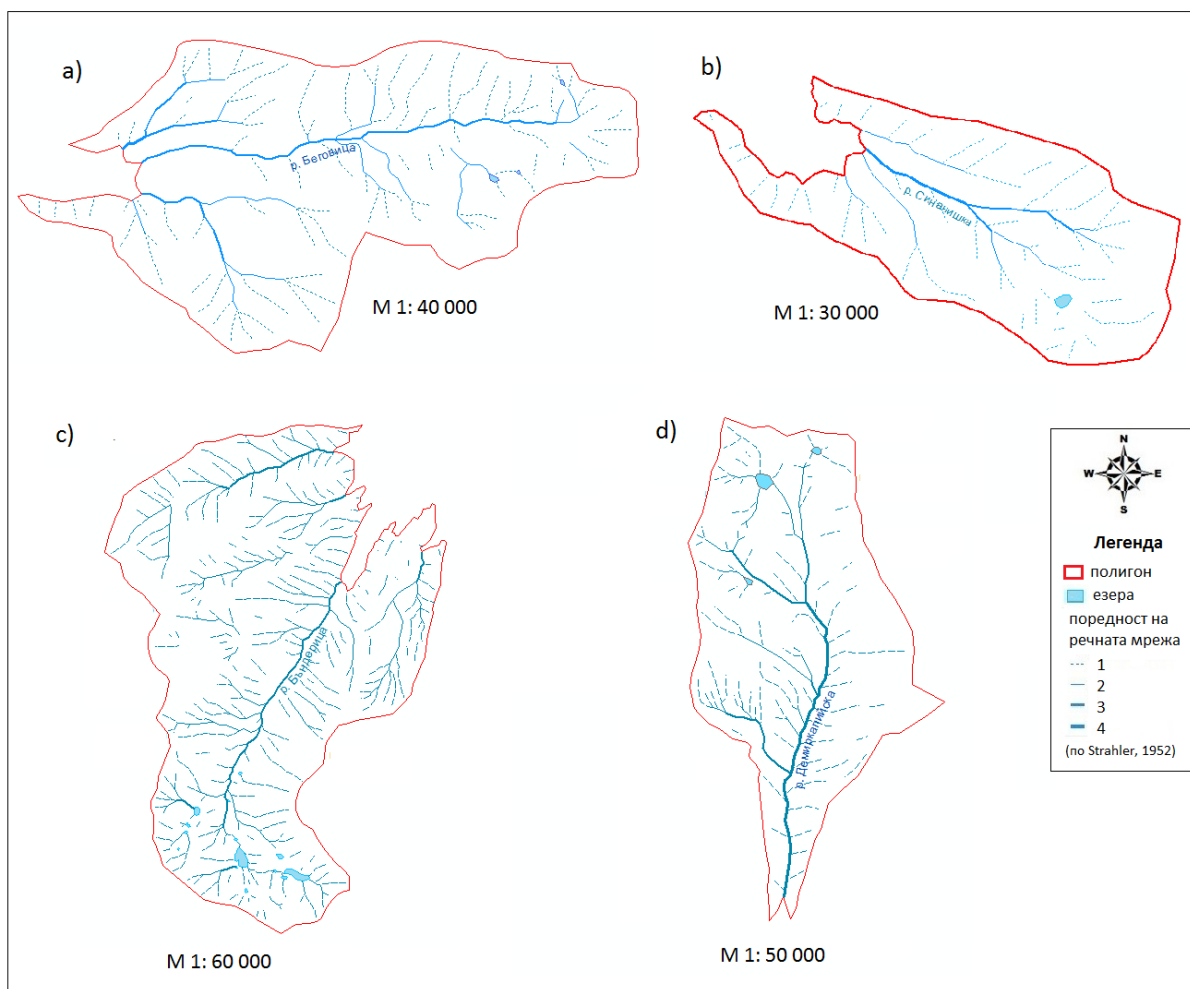 a)
р. Беговица
М 1: 40 000
b)
р. Синанишка
М 1: 30 000
c)
р. Бъндерица
М 1: 60 000
d)
р. Демиркапийска
М 1: 50 000
N
W E
S
Легенда
полигон
езера
поредност на
речната мрежа
1
2
3
4
(по Strahler, 1952)